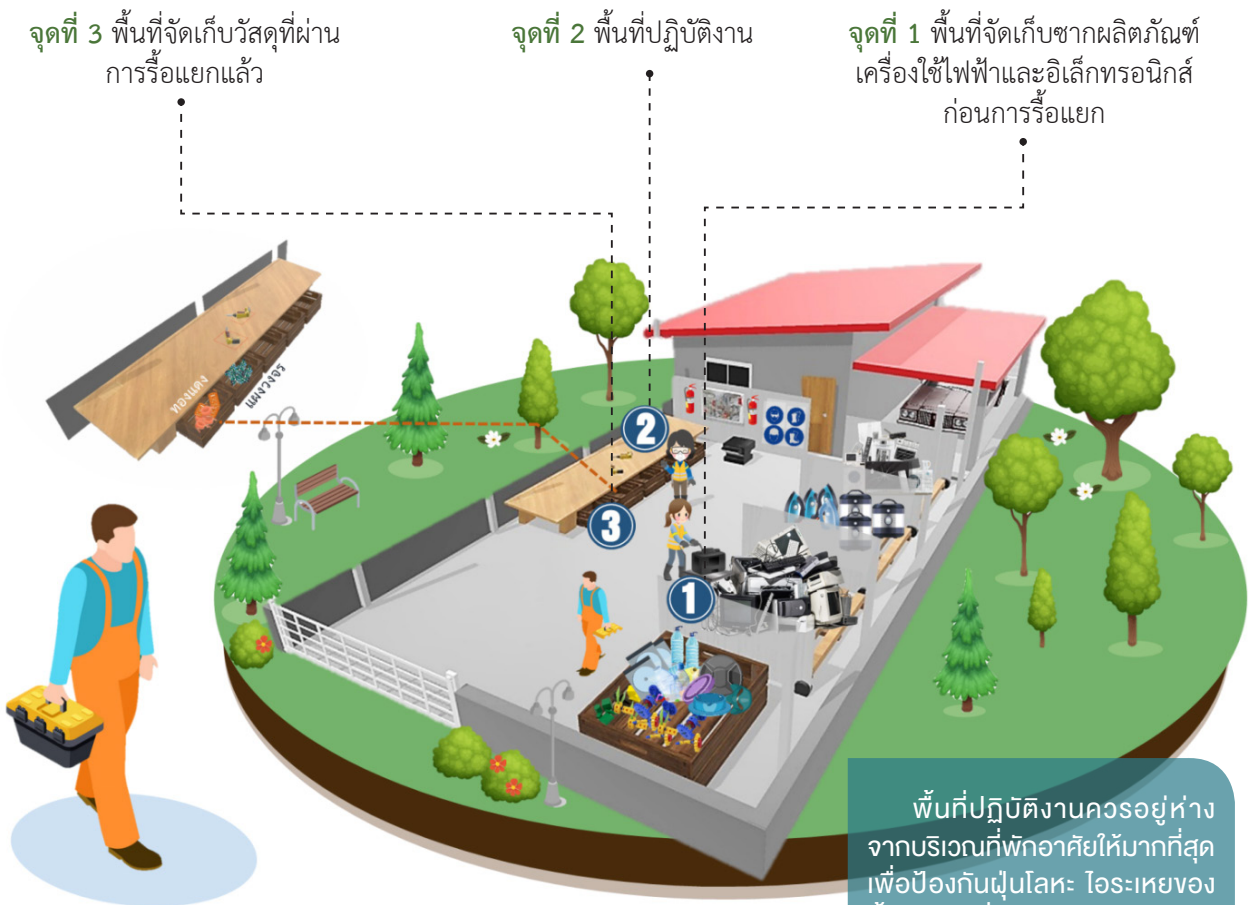 จุดที่ 3 พื้นที่จัดเก็บวัสดุที่ผ่าน
การรื้อแยกแล้ว
จุดที่ 2 พื้นที่ปฏิบัติงาน
จุดที่ 1 พื้นที่จัดเก็บซากผลิตภัณฑ์
เครื่องใช้ไฟฟ้าและอิเล็กทรอนิกส์
ก่อนการรื้อแยก
ทองแดง
แผงวงจร
2
3
1
พื้นที่ปฏิบัติงานควรอยู่ห่าง
จากบริเวณที่พักอาศัยให้มากที่สุด
เพื่อป้องกันฝุ่นโลหะ ไอระเหยของ